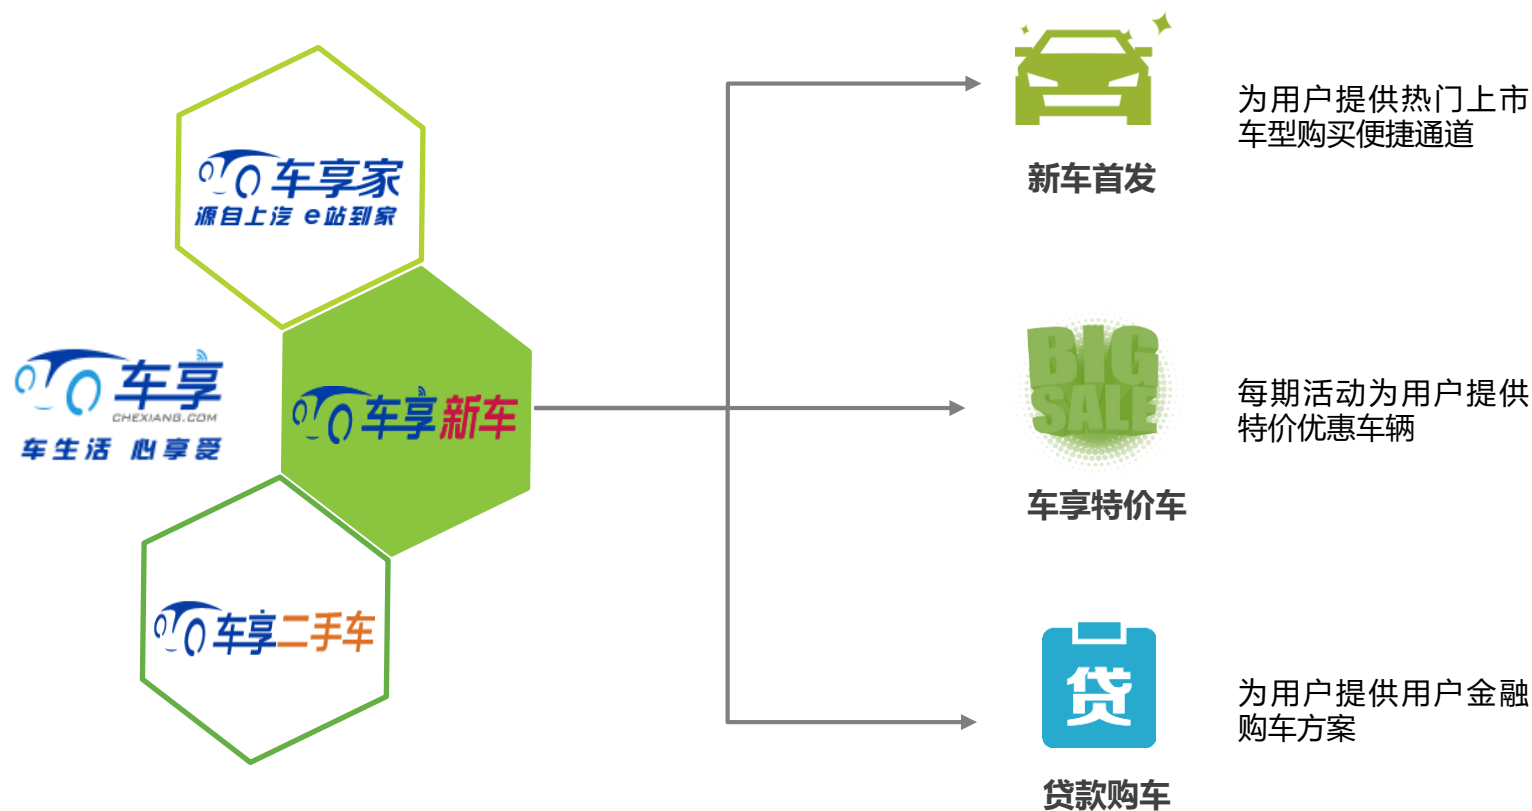 车享家
源自上汽 e站到家
车享
CHEXIANG.COM
车生活 心享受
车享新车
车享二手车
新车首发
为用户提供热门上市
车型购买便捷通道
BIG
SALE
车享特价车
每期活动为用户提供
特价优惠车辆
贷
贷款购车
为用户提供用户金融
购车方案